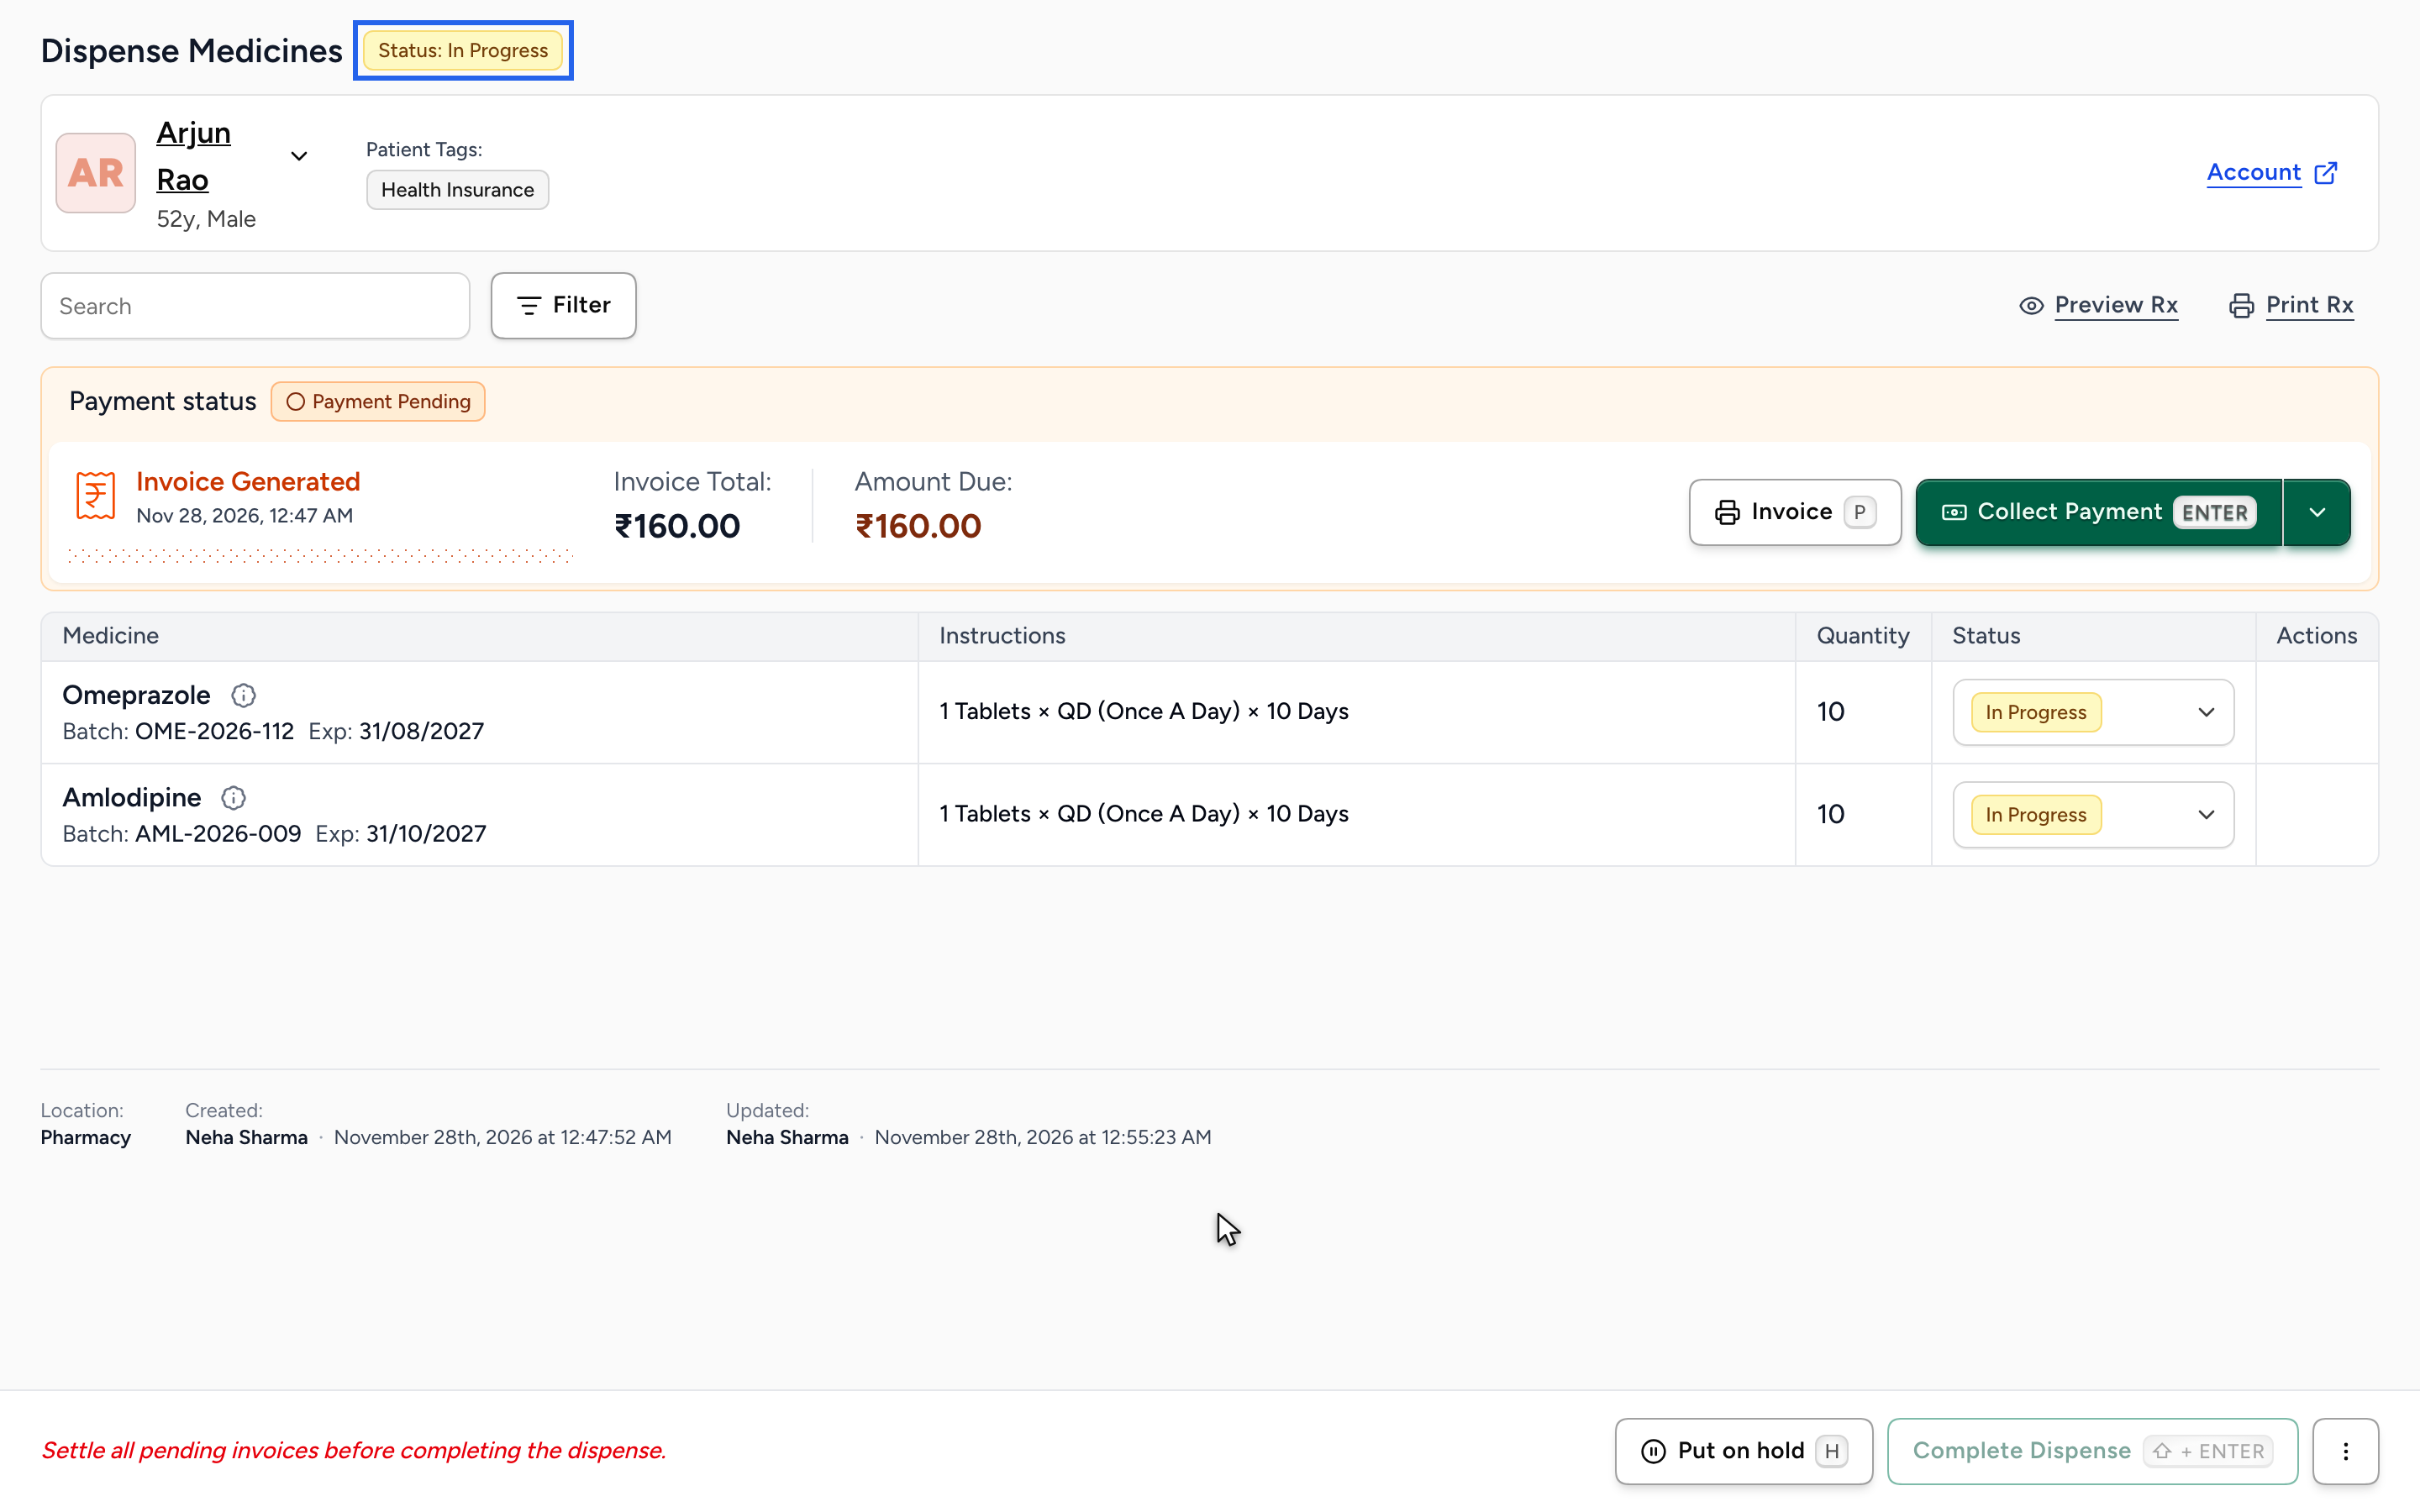 Dispense Medicines Status: In Progress
AR
Arjun
Rao
52y, Male
Patient Tags:
Health Insurance
Account
Search
Filter
Preview Rx
Print Rx
Payment status Payment Pending
Invoice Generated
Nov 28, 2026, 12:47 AM
Invoice Total:
₹160.00
Amount Due:
₹160.00
Invoice P
Collect Payment ENTER
Medicine Instructions Quantity Status Actions
Omeprazole
Batch: OME-2026-112 Exp: 31/08/2027
1 Tablets × QD (Once A Day) × 10 Days
10
In Progress
Amlodipine
Batch: AML-2026-009 Exp: 31/10/2027
1 Tablets × QD (Once A Day) × 10 Days
10
In Progress
Location:
Pharmacy
Created:
Neha Sharma · November 28th, 2026 at 12:47:52 AM
Updated:
Neha Sharma · November 28th, 2026 at 12:55:23 AM
Settle all pending invoices before completing the dispense.
Put on hold H
Complete Dispense + ENTER